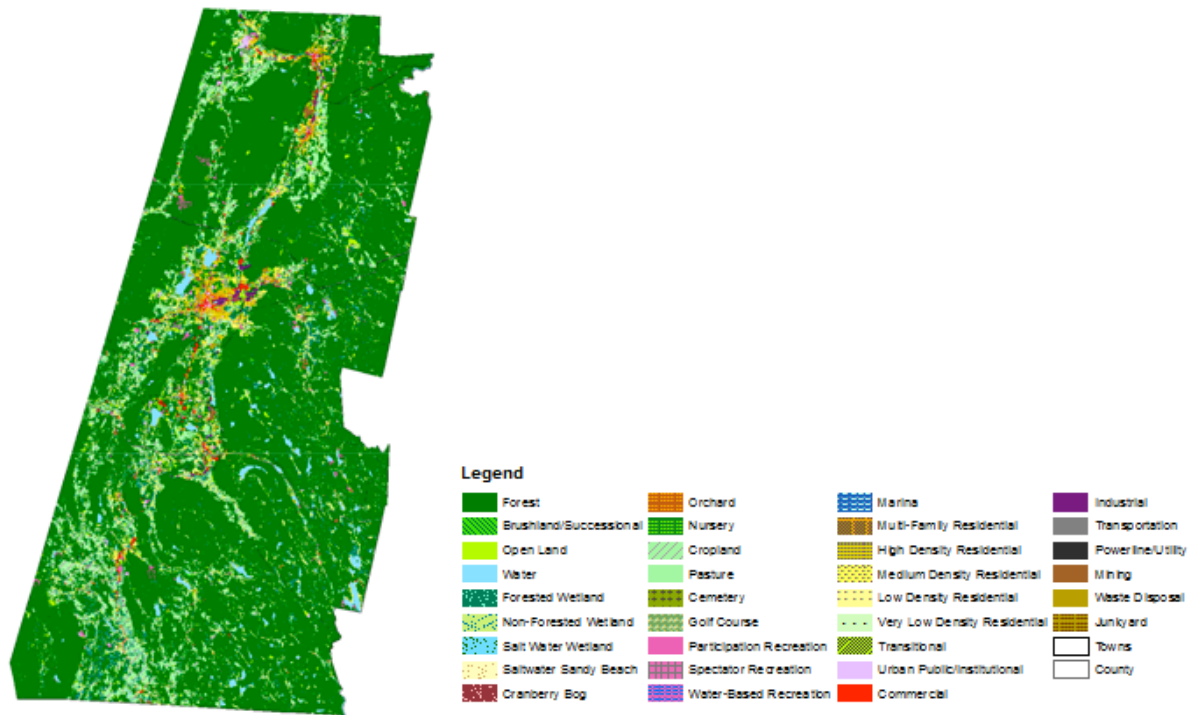 Legend
Forest
Brushland/Successional
Open Land
Water
Forested Wetland
Non-Forested Wetland
Salt Water Wetland
Saltwater Sandy Beach
Cranberry Bog
Orchard
Nursery
Cropland
Pasture
Cemetery
Golf Course
Participation Recreation
Spectator Recreation
Water-Based Recreation
Marina
Multi-Family Residential
High Density Residential
Medium Density Residential
Low Density Residential
Very Low Density Residential
Transitional
Urban Public/Institutional
Commercial
Industrial
Transportation
Powerline/Utility
Mining
Waste Disposal
Junkyard
Towns
County